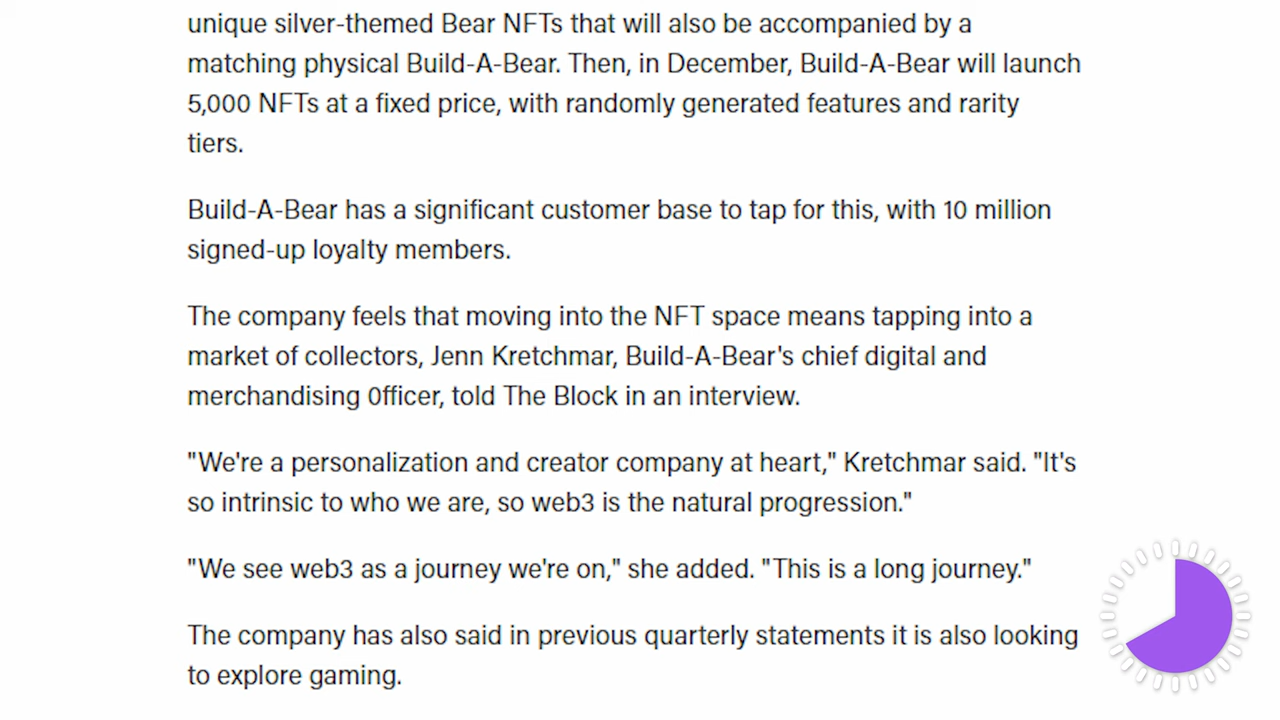 unique silver-themed Bear NFTs that will also be accompanied by a
matching physical Build-A-Bear. Then, in December, Build-A-Bear will launch
5,000 NFTs at a fixed price, with randomly generated features and rarity
tiers.
Build-A-Bear has a significant customer base to tap for this, with 10 million
signed-up loyalty members.
The company feels that moving into the NFT space means tapping into a
market of collectors, Jenn Kretchmar, Build-A-Bear's chief digital and
merchandising 0fficer, told The Block in an interview.
"We're a personalization and creator company at heart," Kretchmar said. "It's
so intrinsic to who we are, so web3 is the natural progression."
"We see web3 as a journey we're on," she added. "This is a long journey."
The company has also said in previous quarterly statements it is also looking
to explore gaming.